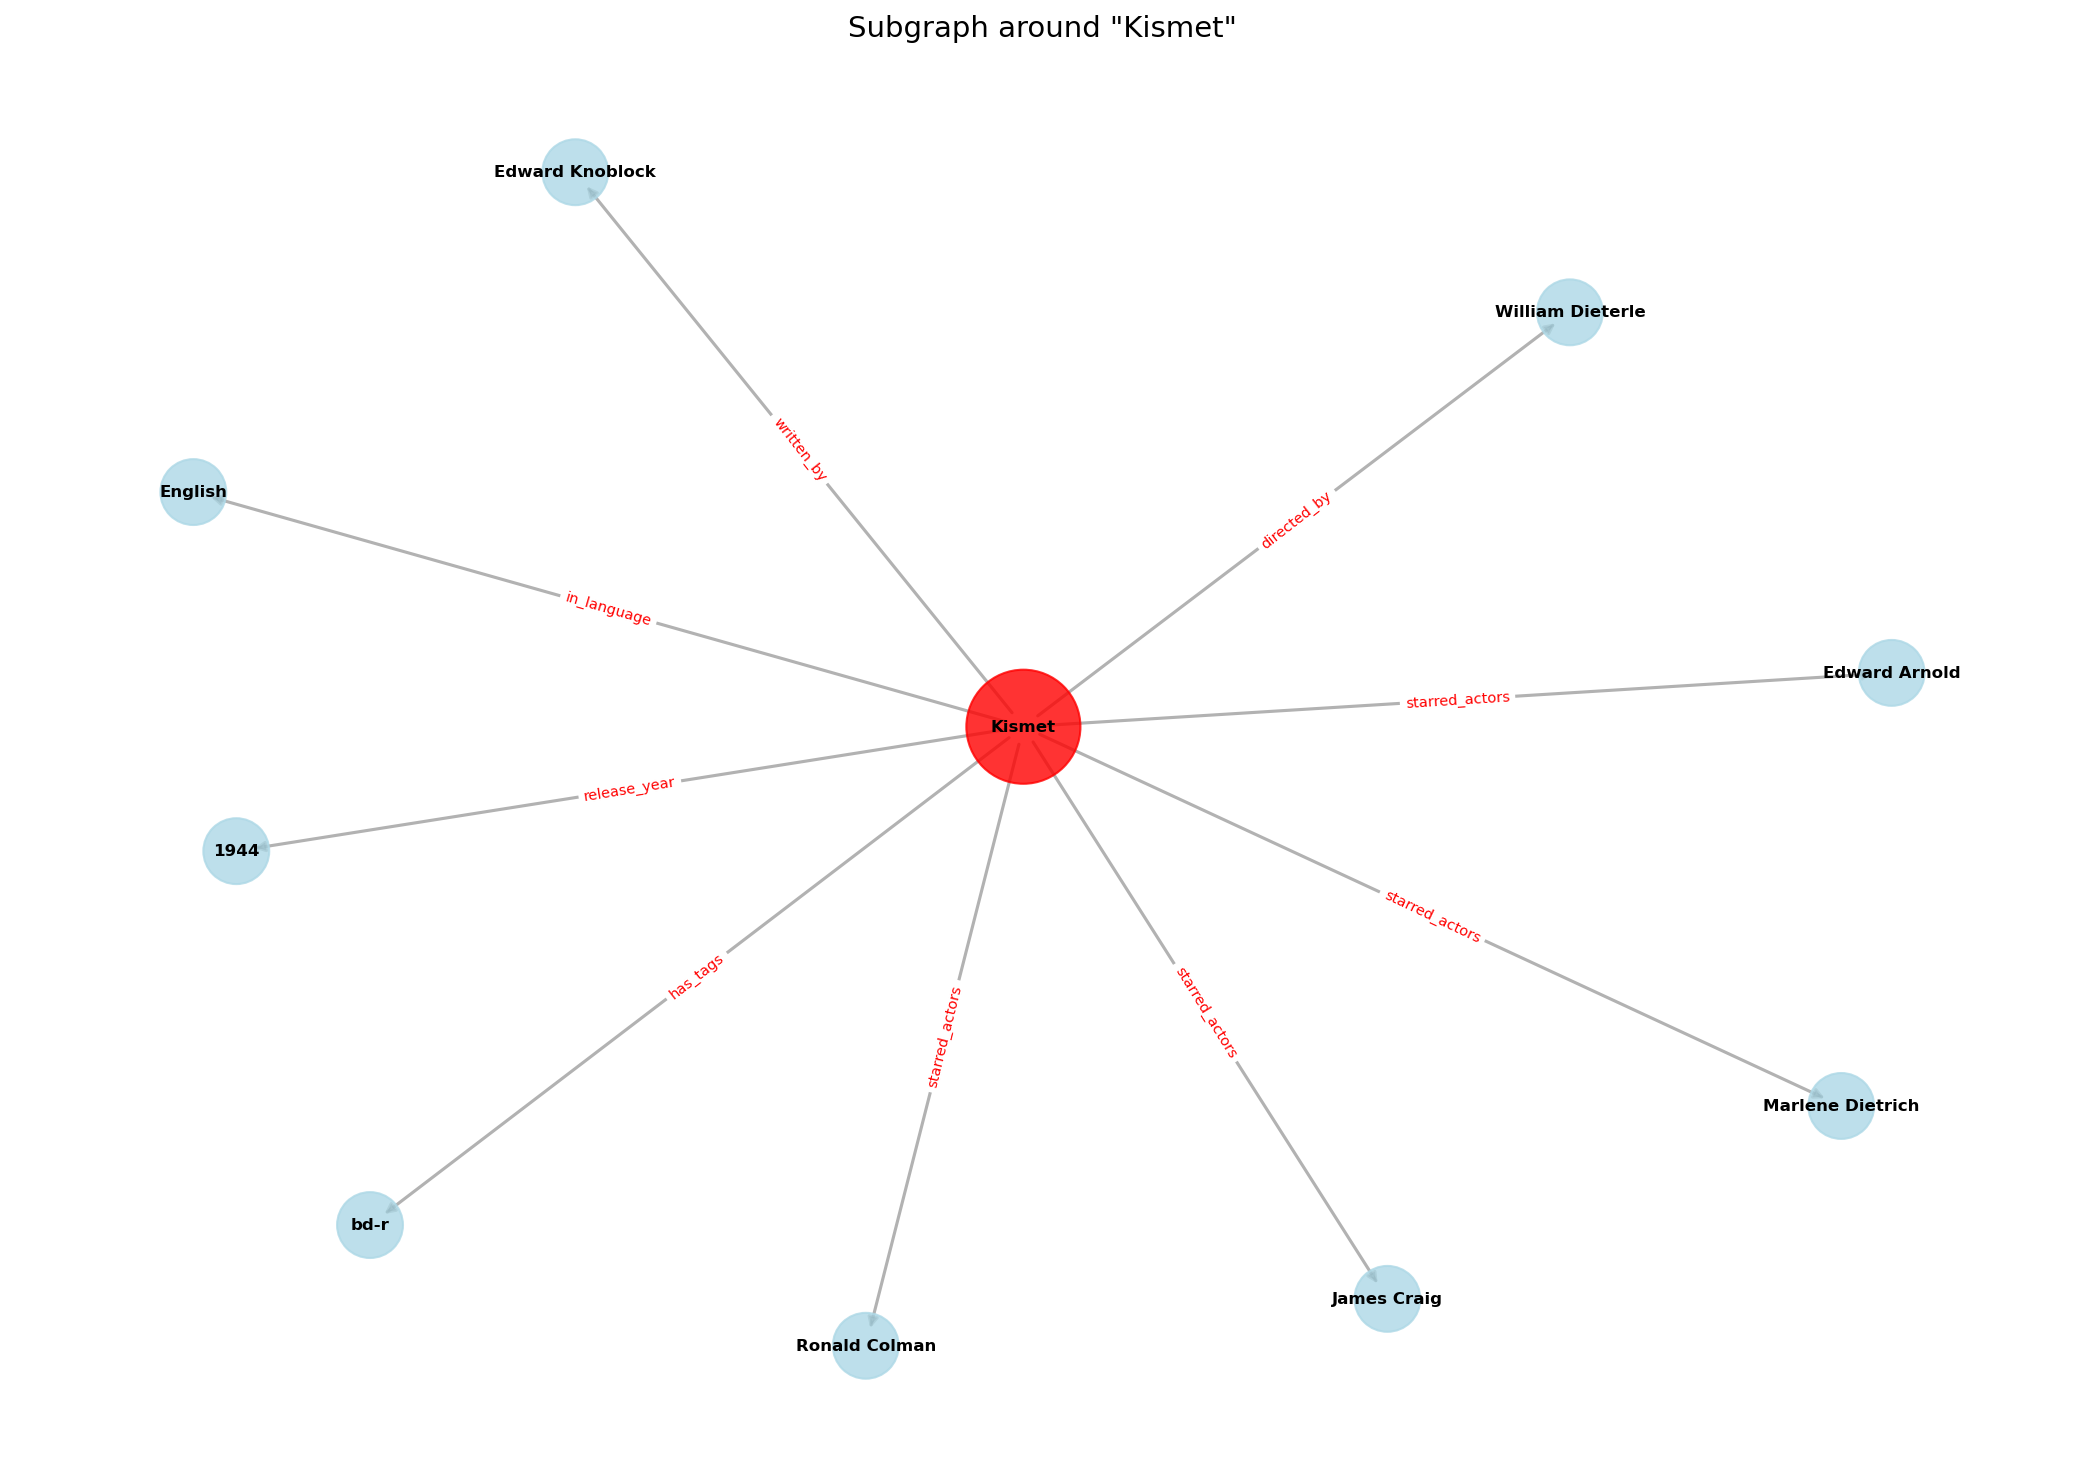 Subgraph around "Kismet"
Edward Knoblock
William Dieterle
written_by
English
directed_by
in_language
Edward Arnold
starred_actors
Kismet
release_year
1944
starred_actors
has_tags
starred_actors
starred_actors
Marlene Dietrich
bd-r
James Craig
Ronald Colman